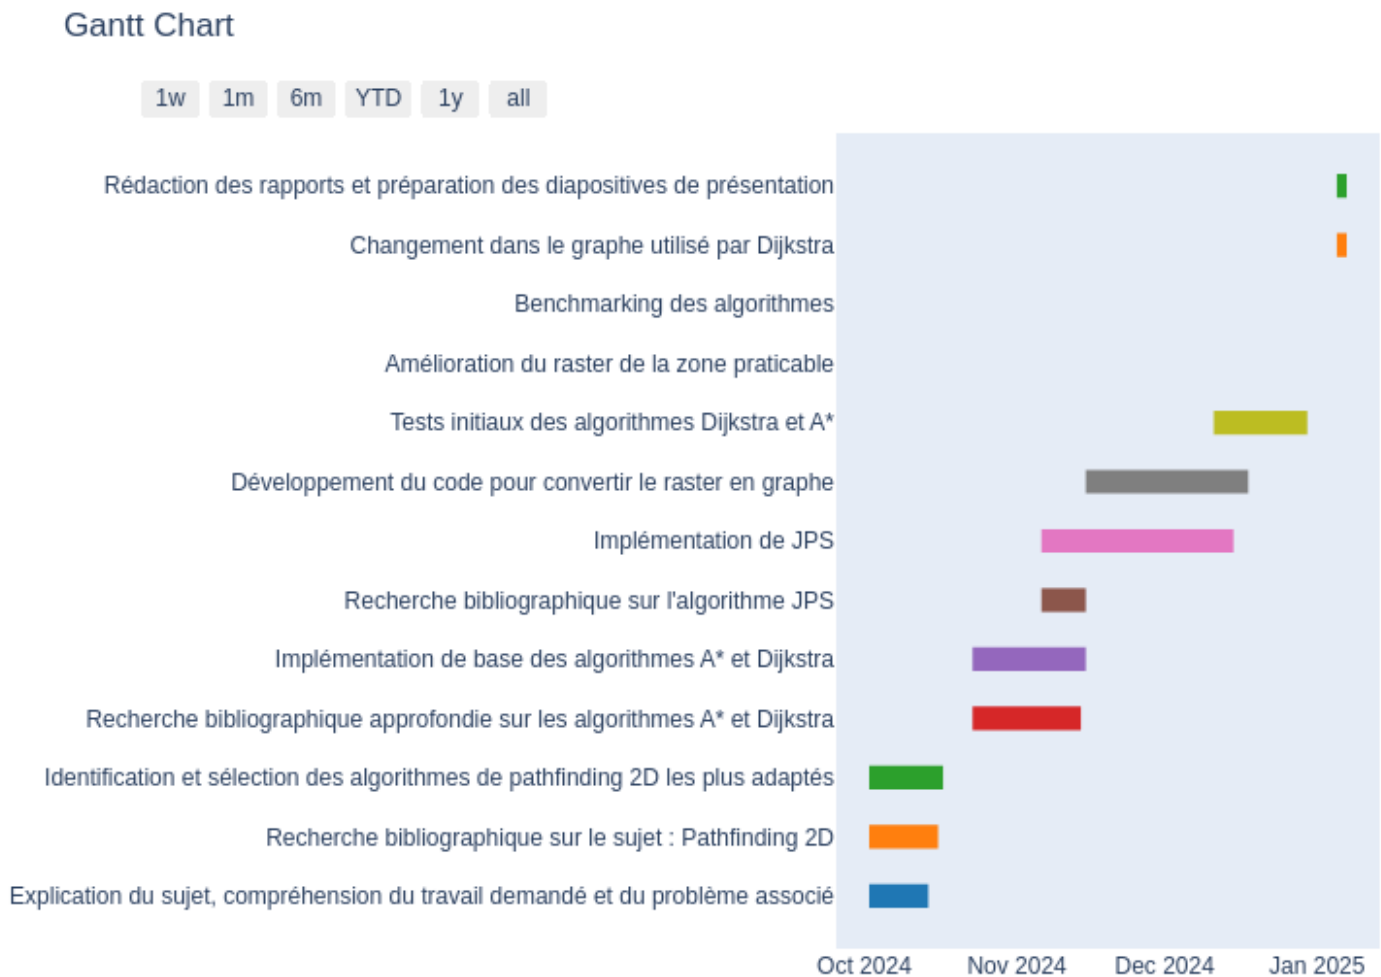 Gantt Chart
1w 1m 6m YTD 1y all
Rédaction des rapports et préparation des diapositives de présentation
Changement dans le graphe utilisé par Dijkstra
Benchmarking des algorithmes
Amélioration du raster de la zone praticable
Tests initiaux des algorithmes Dijkstra et A*
Développement du code pour convertir le raster en graphe
Implémentation de JPS
Recherche bibliographique sur l'algorithme JPS
Implémentation de base des algorithmes A* et Dijkstra
Recherche bibliographique approfondie sur les algorithmes A* et Dijkstra
Identification et sélection des algorithmes de pathfinding 2D les plus adaptés
Recherche bibliographique sur le sujet : Pathfinding 2D
Explication du sujet, compréhension du travail demandé et du problème associé
Oct 2024 Nov 2024 Dec 2024 Jan 2025